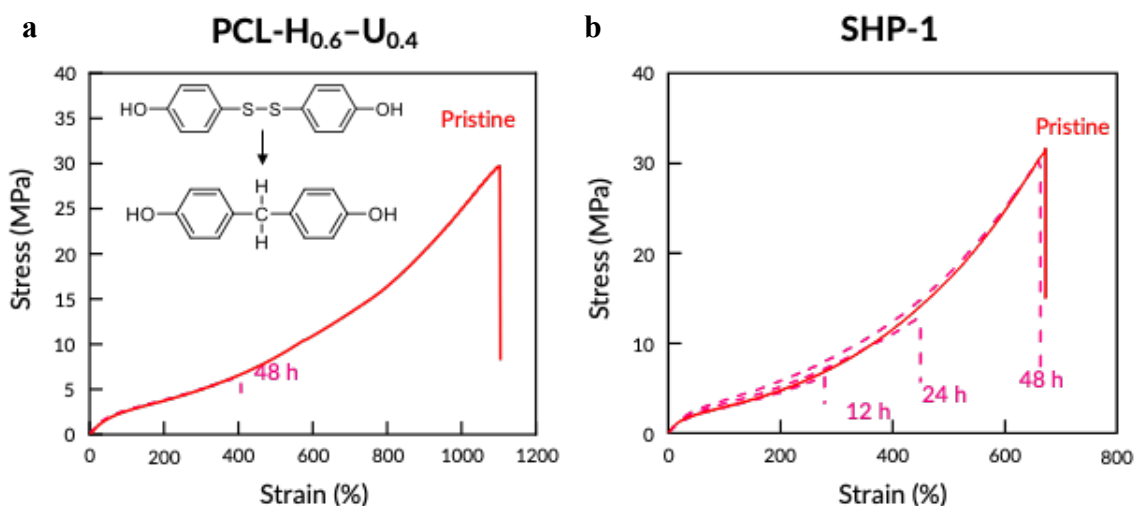 a
PCL-H0.6–U0.4
40
35
30
25
20
15
10
5
0
Stress (MPa)
HO
S–S
OH
H
HO
C
OH
H
Pristine
48 h
0
200
400
600
800
1000
1200
Strain (%)
b
SHP-1
40
30
20
10
0
Stress (MPa)
Pristine
12 h
24 h
48 h
0
200
400
600
800
Strain (%)